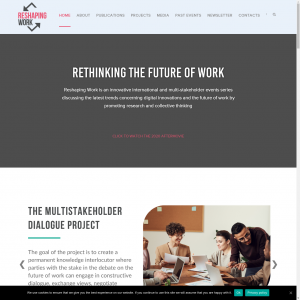 RESHAPING
WORK
HOME ABOUT PUBLICATIONS PROJECTS MEDIA PAST EVENTS NEWSLETTER CONTACTS
RETHINKING THE FUTURE OF WORK
Reshaping Work is an innovative international and multi-stakeholder events series
discussing the latest trends concerning digital innovations and the future of work by
promoting research and collective thinking
THE MULTISTAKEHOLDER
DIALOGUE PROJECT
The goal of the project is to create a
permanent knowledge interlocutor where
parties with the stake in the debate on the
future of work can engage in constructive
dialogue, exchange views, negotiate
We use cookies to ensure that we give you the best experience on our website. If you continue to use this site we will assume that you are happy with it. Ok No Privacy policy